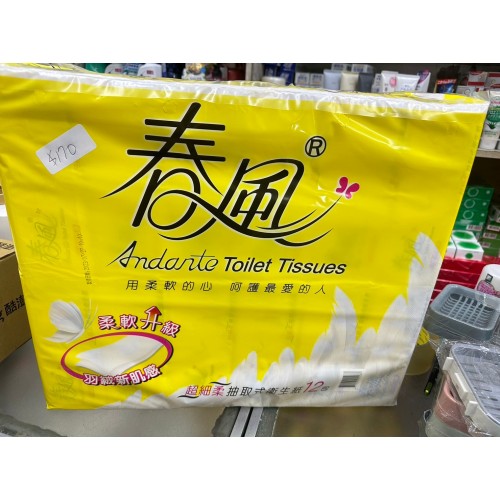 $170
春風®
Andante Toilet Tissues
用柔軟的心 呵護最愛的人
柔軟升級
羽緻新肌感
超細柔抽取式衛生紙12包